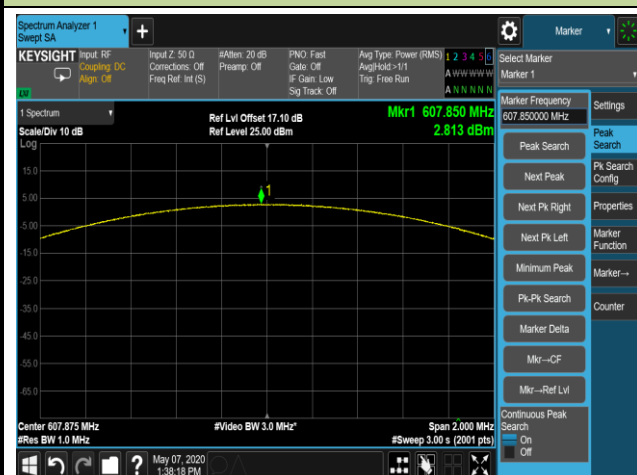 Spectrum Analyzer 1
Swept SA
Marker
KEYSIGHT
Input: RF
Coupling: DC
Align: Off
Input Z: 50 Ω
Corrections: Off
Freq Ref: Int (S)
#Atten: 20 dB
Preamp: Off
PNO: Fast
Gate: Off
IF Gain: Low
Sig Track: Off
Avg Type: Power (RMS)
Avg|Hold:>1/1
Trig: Free Run
1 2 3 4 5 6
A W W W W W
A N N N N N
Select Marker
Marker 1
1 Spectrum
Scale/Div 10 dB
Log
Ref Lvl Offset 17.10 dB
Ref Level 25.00 dBm
Mkr1 607.850 MHz
2.813 dBm
15.0
5.00
-5.00
-15.0
-25.0
-35.0
-45.0
-55.0
-65.0
1
Center 607.875 MHz
#Res BW 1.0 MHz
#Video BW 3.0 MHz*
Span 2.000 MHz
#Sweep 3.00 s (2001 pts)
Marker Frequency
607.850000 MHz
Peak Search
Next Peak
Next Pk Right
Next Pk Left
Minimum Peak
Pk-Pk Search
Marker Delta
Mkr→CF
Mkr→Ref Lvl
Continuous Peak
Search
On
Off
Settings
Peak
Search
Pk Search
Config
Properties
Marker
Function
Marker→
Counter
May 07, 2020
1:38:18 PM